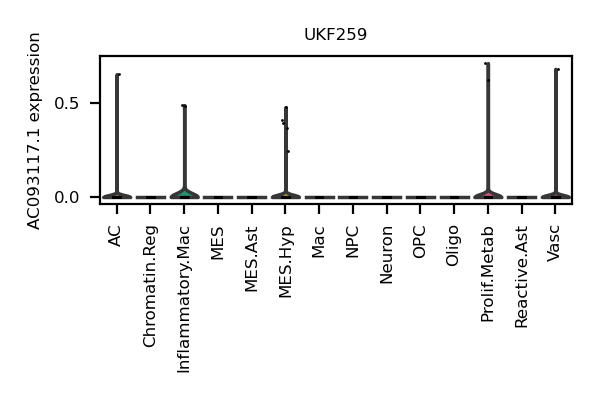 UKF259
AC093117.1 expression
0.5
0.0
AC
Chromatin.Reg
Inflammatory.Mac
MES
MES.Ast
MES.Hyp
Mac
NPC
Neuron
OPC
Oligo
Prolif.Metab
Reactive.Ast
Vasc